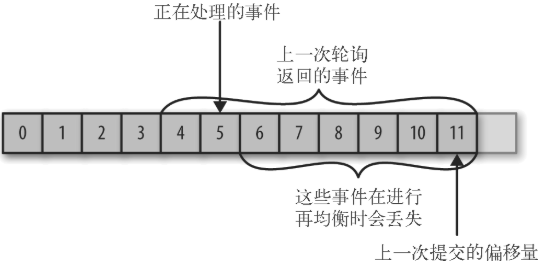 正在处理的事件
上一次轮询
返回的事件
0 1 2 3 4 5 6 7 8 9 10 11
这些事件在进行
再均衡时会丢失
上一次提交的偏移量